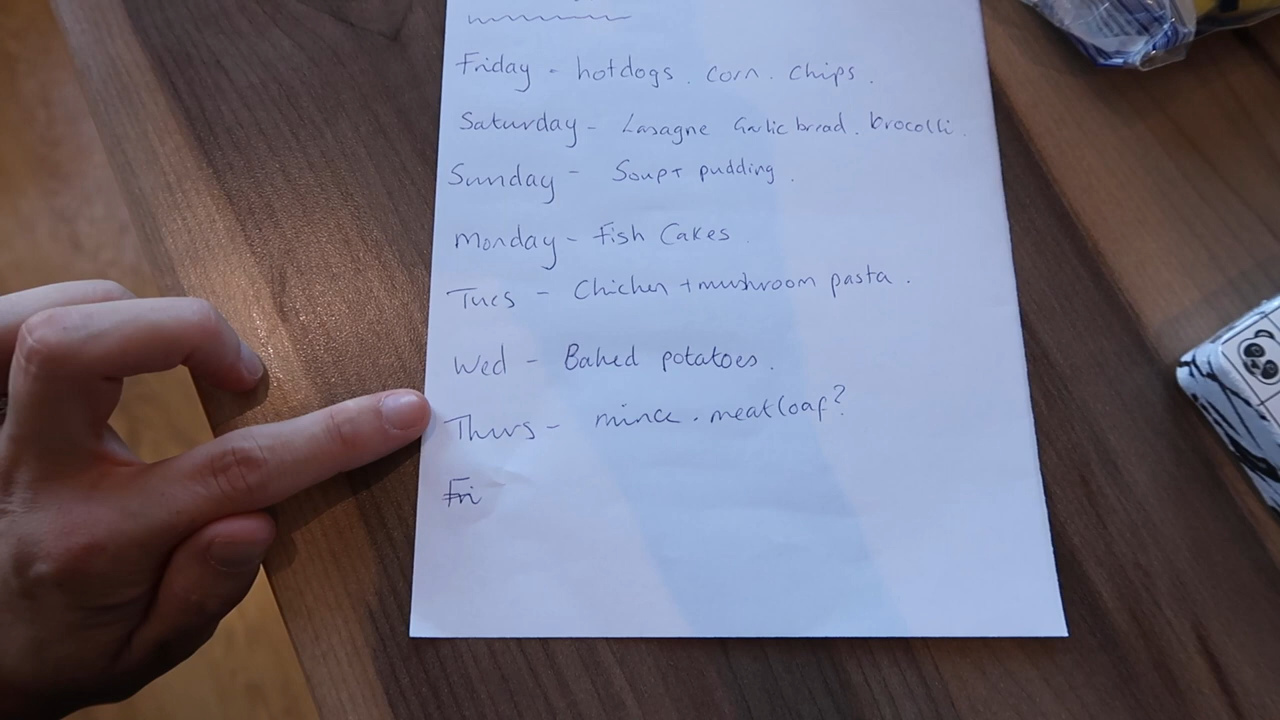 Friday - hotdogs. corn. chips.
Saturday - Lasagne Garlic bread. brocolli.
Sunday - Soup + pudding.
Monday - fish Cakes.
Tues - Chicken + mushroom pasta.
Wed - Baked potatoes.
Thurs - mince. meatloaf?
Fri